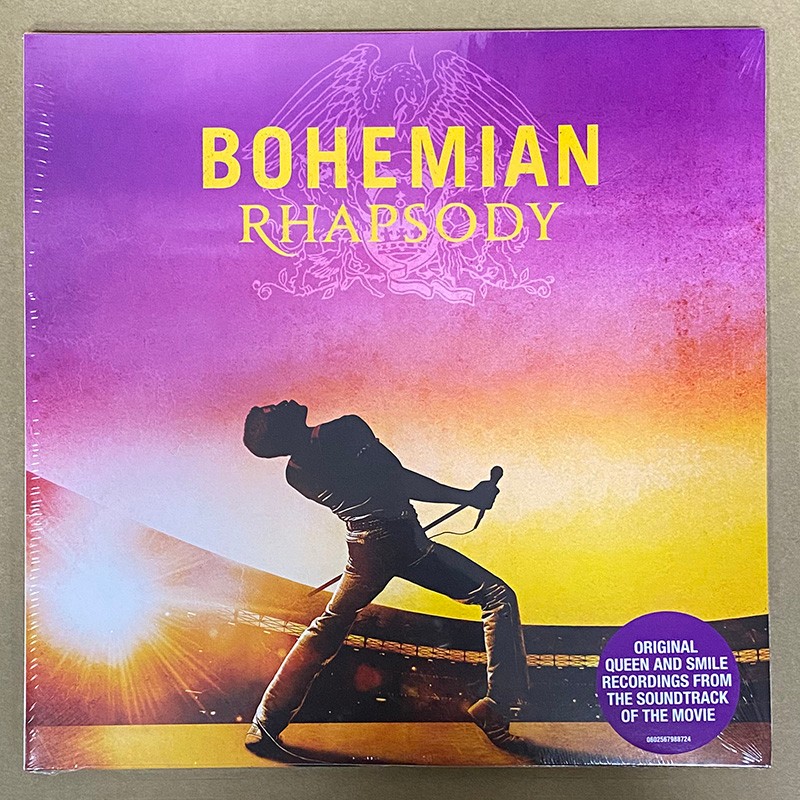 BOHEMIAN
RHAPSODY
ORIGINAL
QUEEN AND SMILE
RECORDINGS FROM
THE SOUNDTRACK
OF THE MOVIE
0602567988724